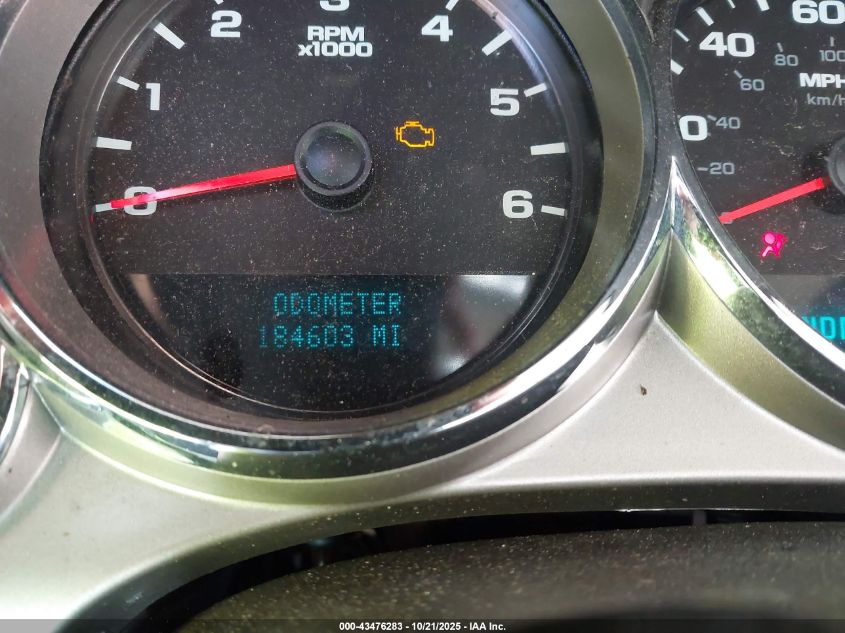 0 1 2 3 4 5 6
RPM
x1000
ODOMETER
184603 MI
0 20 40 60
20 40 60 80 100
MPH
km/h
000-43476283 - 10/21/2025 - IAA Inc.